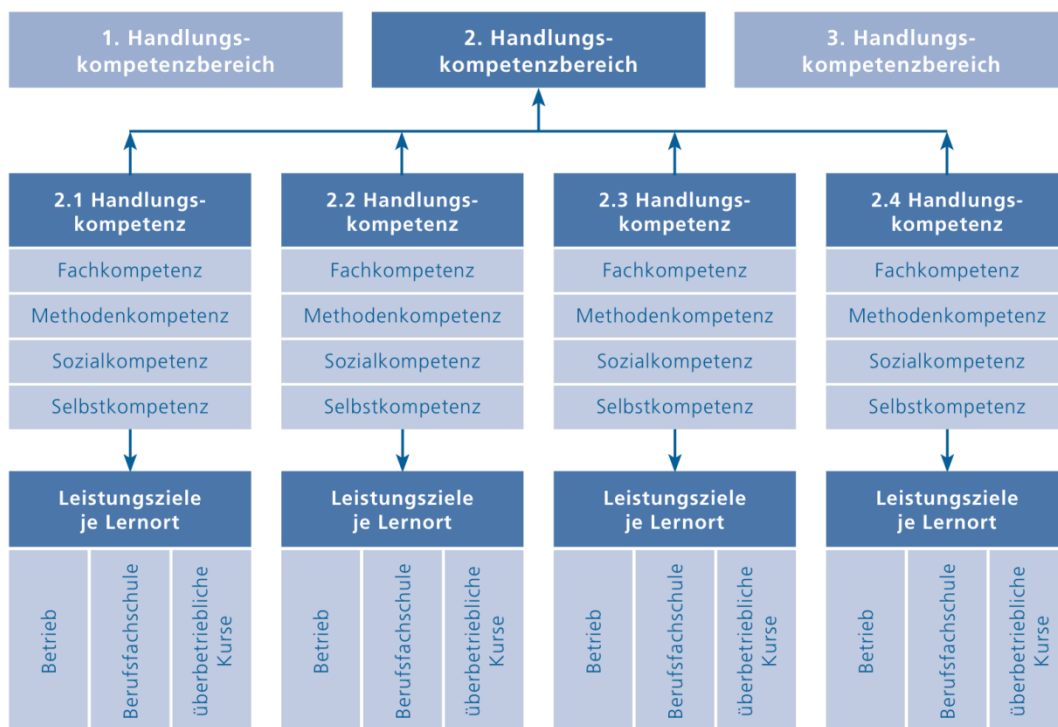 1. Handlungs-
kompetenzbereich
2. Handlungs-
kompetenzbereich
3. Handlungs-
kompetenzbereich
2.1 Handlungs-
kompetenz
2.2 Handlungs-
kompetenz
2.3 Handlungs-
kompetenz
2.4 Handlungs-
kompetenz
Fachkompetenz
Fachkompetenz
Fachkompetenz
Fachkompetenz
Methodenkompetenz
Methodenkompetenz
Methodenkompetenz
Methodenkompetenz
Sozialkompetenz
Sozialkompetenz
Sozialkompetenz
Sozialkompetenz
Selbstkompetenz
Selbstkompetenz
Selbstkompetenz
Selbstkompetenz
Leistungsziele
je Lernort
Leistungsziele
je Lernort
Leistungsziele
je Lernort
Leistungsziele
je Lernort
Betrieb
Berufsfachschule
überbetriebliche
Kurse
Betrieb
Berufsfachschule
überbetriebliche
Kurse
Betrieb
Berufsfachschule
überbetriebliche
Kurse
Betrieb
Berufsfachschule
überbetriebliche
Kurse